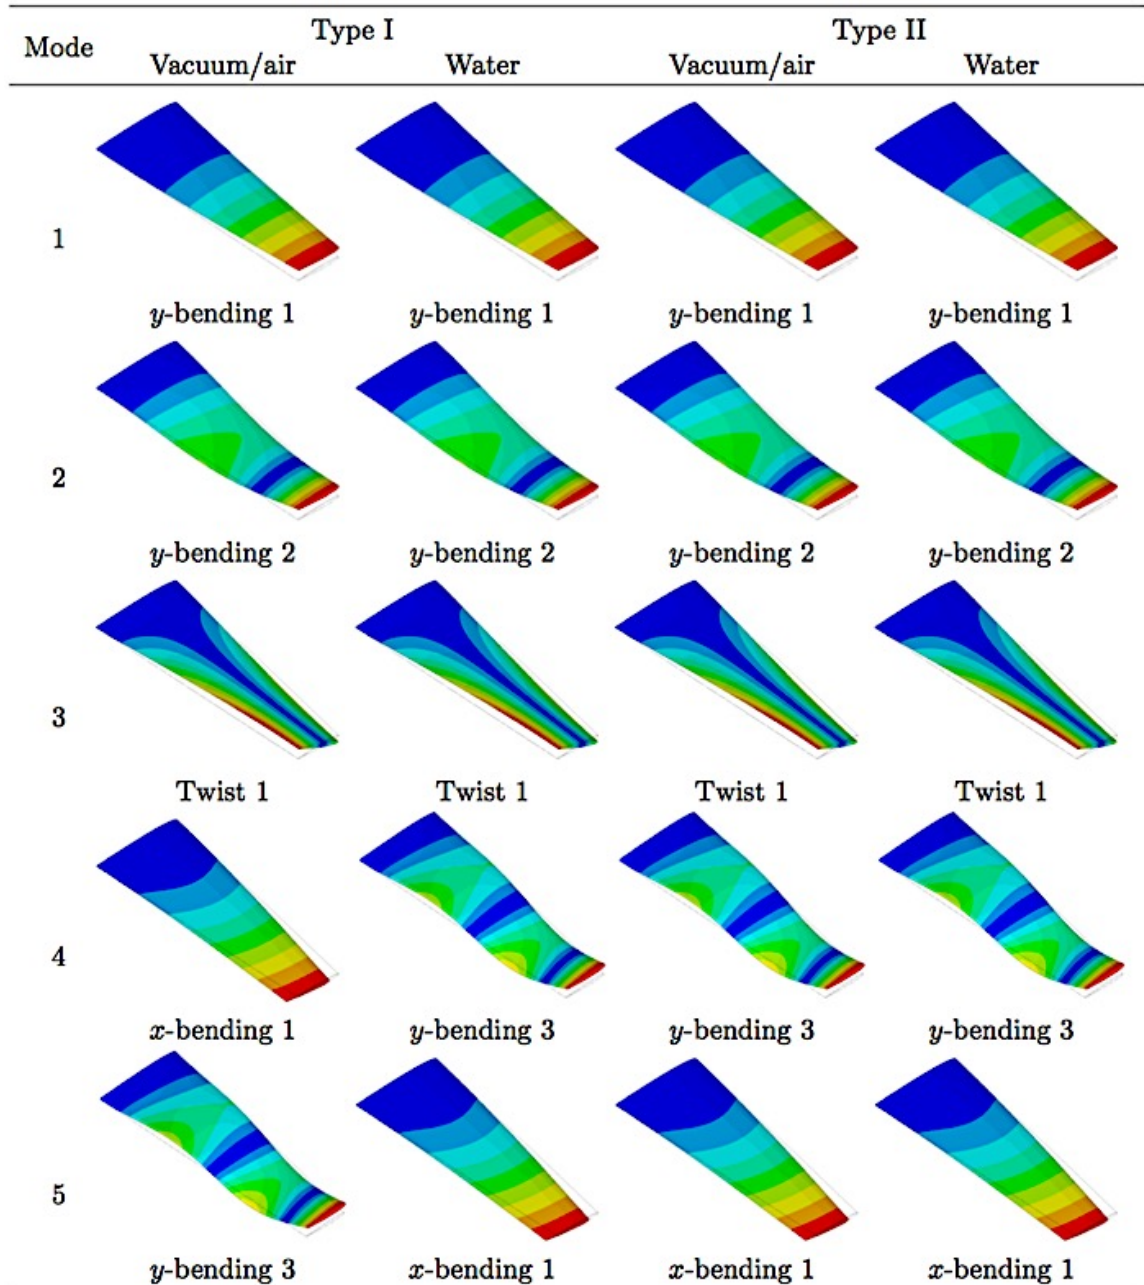 Mode Type I Type II
Vacuum/air Water Vacuum/air Water
1
y-bending 1 y-bending 1 y-bending 1 y-bending 1
2
y-bending 2 y-bending 2 y-bending 2 y-bending 2
3
Twist 1 Twist 1 Twist 1 Twist 1
4
x-bending 1 y-bending 3 y-bending 3 y-bending 3
5
y-bending 3 x-bending 1 x-bending 1 x-bending 1